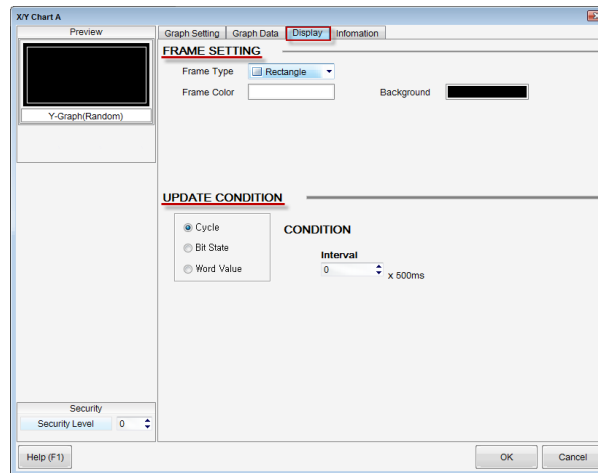 X/Y Chart A
Preview
Graph Setting Graph Data Display Infomation
FRAME SETTING
Frame Type Rectangle
Frame Color Background
Y-Graph(Random)
UPDATE CONDITION
Cycle
CONDITION
Bit State
Interval
Word Value
0 x 500ms
Security
Security Level 0
Help (F1) OK Cancel